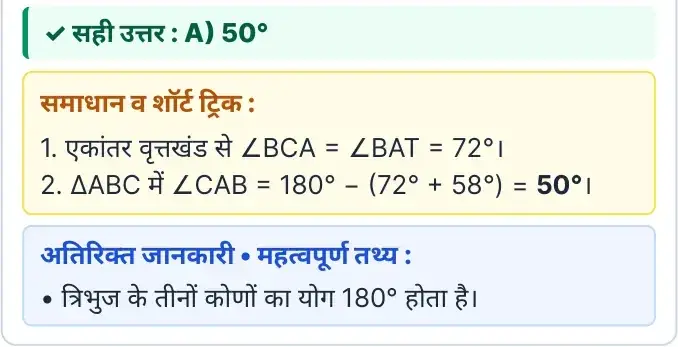 ✓ सही उत्तर : A) 50°
समाधान व शॉर्ट ट्रिक :
1. एकांतर वृत्तखंड से ∠BCA = ∠BAT = 72°।
2. ΔABC में ∠CAB = 180° − (72° + 58°) = 50°।
अतिरिक्त जानकारी • महत्वपूर्ण तथ्य :
• त्रिभुज के तीनों कोणों का योग 180° होता है।